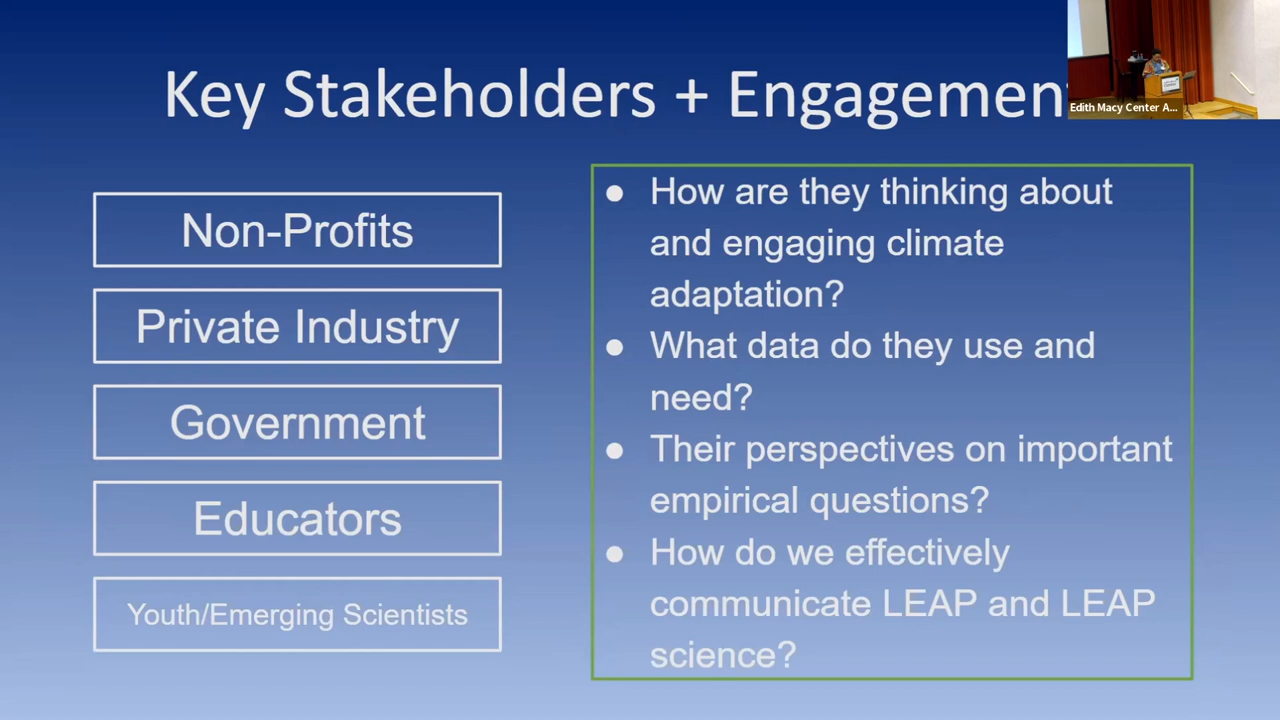 Key Stakeholders + Engagemen
Edith Macy Center A...
Non-Profits
Private Industry
Government
Educators
Youth/Emerging Scientists
● How are they thinking about
and engaging climate
adaptation?
● What data do they use and
need?
● Their perspectives on important
empirical questions?
● How do we effectively
communicate LEAP and LEAP
science?